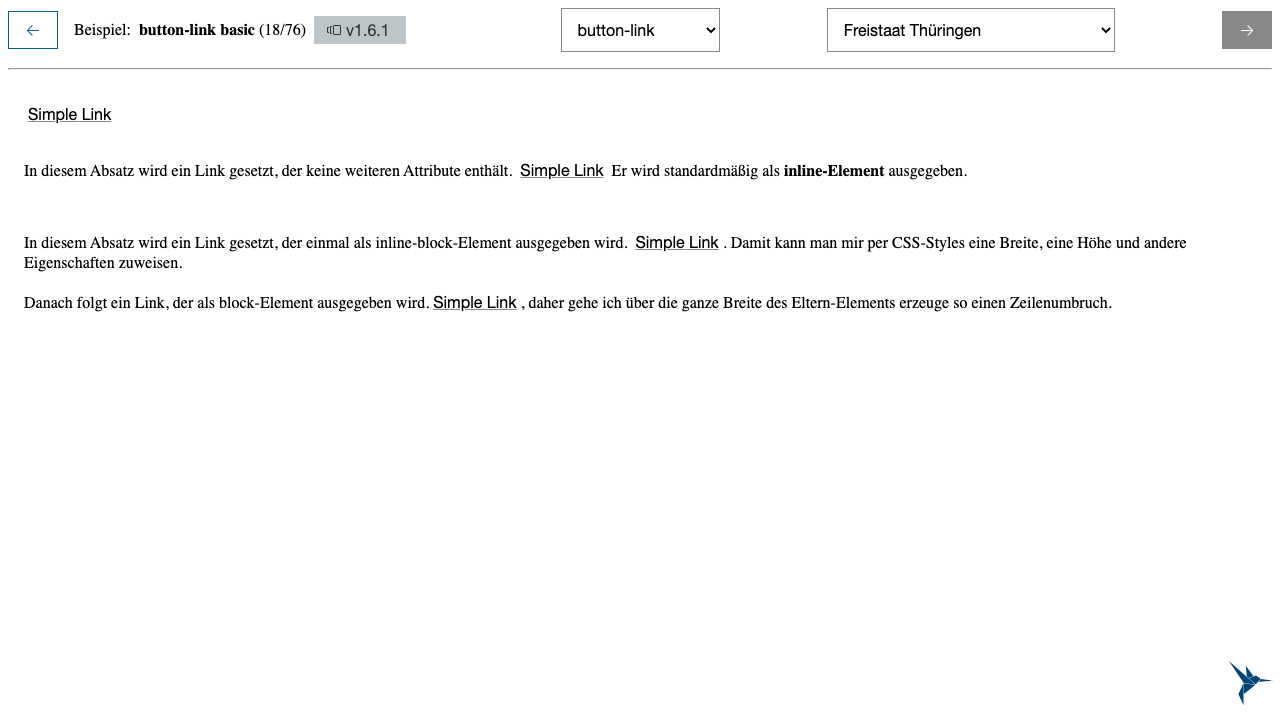 Beispiel: button-link basic (18/76) v1.6.1 button-link Freistaat Thüringen
Simple Link
In diesem Absatz wird ein Link gesetzt, der keine weiteren Attribute enthält. Simple Link Er wird standardmäßig als inline-Element ausgegeben.
In diesem Absatz wird ein Link gesetzt, der einmal als inline-block-Element ausgegeben wird. Simple Link . Damit kann man mir per CSS-Styles eine Breite, eine Höhe und andere
Eigenschaften zuweisen.
Danach folgt ein Link, der als block-Element ausgegeben wird. Simple Link , daher gehe ich über die ganze Breite des Eltern-Elements erzeuge so einen Zeilenumbruch.